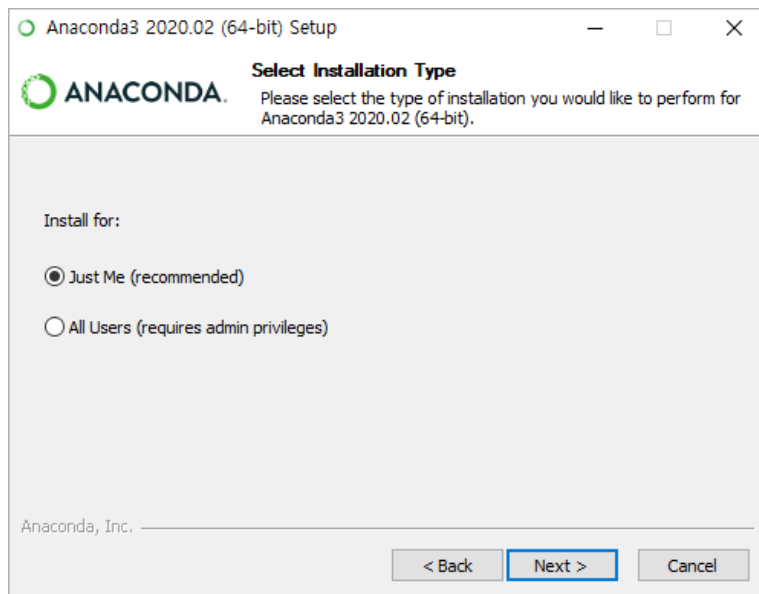 Anaconda3 2020.02 (64-bit) Setup
ANACONDA.
Select Installation Type
Please select the type of installation you would like to perform for
Anaconda3 2020.02 (64-bit).
Install for:
Just Me (recommended)
All Users (requires admin privileges)
Anaconda, Inc.
< Back
Next >
Cancel